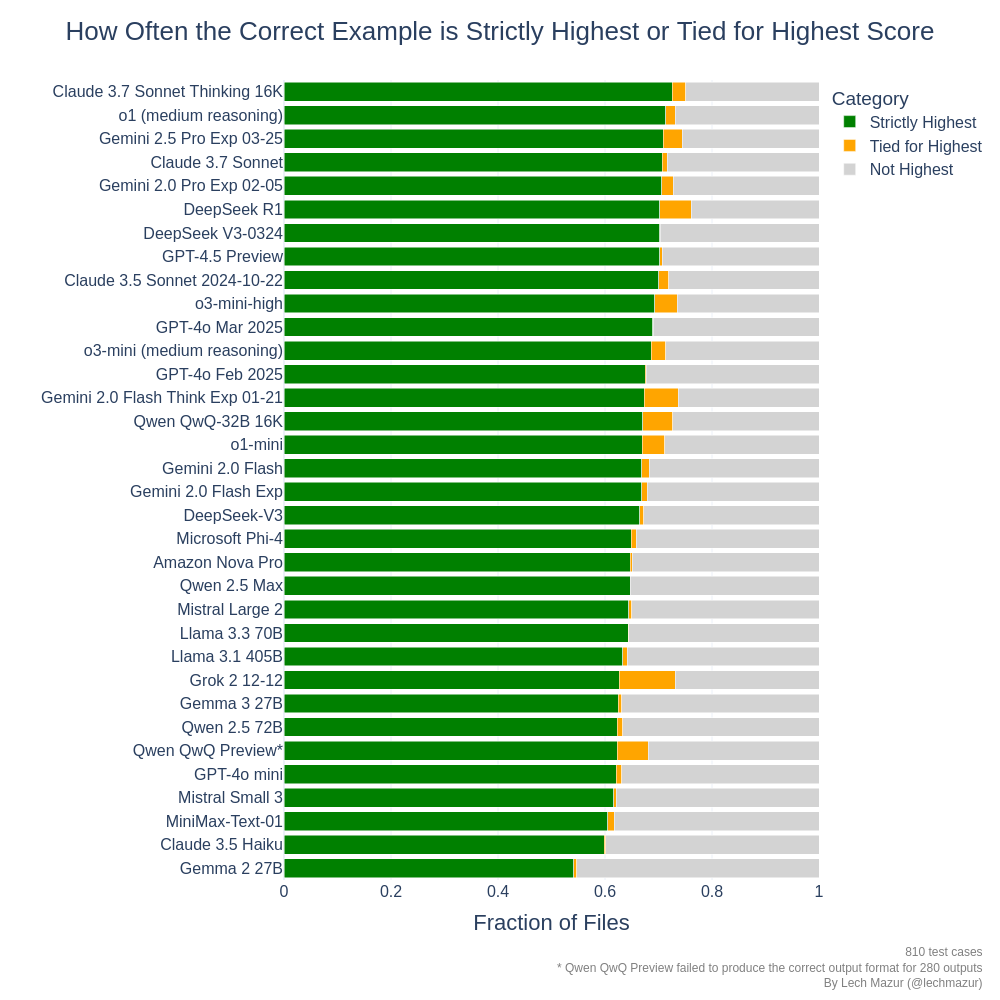 How Often the Correct Example is Strictly Highest or Tied for Highest Score
Claude 3.7 Sonnet Thinking 16K
o1 (medium reasoning)
Gemini 2.5 Pro Exp 03-25
Claude 3.7 Sonnet
Gemini 2.0 Pro Exp 02-05
DeepSeek R1
DeepSeek V3-0324
GPT-4.5 Preview
Claude 3.5 Sonnet 2024-10-22
o3-mini-high
GPT-4o Mar 2025
o3-mini (medium reasoning)
GPT-4o Feb 2025
Gemini 2.0 Flash Think Exp 01-21
Qwen QwQ-32B 16K
o1-mini
Gemini 2.0 Flash
Gemini 2.0 Flash Exp
DeepSeek-V3
Microsoft Phi-4
Amazon Nova Pro
Qwen 2.5 Max
Mistral Large 2
Llama 3.3 70B
Llama 3.1 405B
Grok 2 12-12
Gemma 3 27B
Qwen 2.5 72B
Qwen QwQ Preview*
GPT-4o mini
Mistral Small 3
MiniMax-Text-01
Claude 3.5 Haiku
Gemma 2 27B
0 0.2 0.4 0.6 0.8 1
Fraction of Files
Category
Strictly Highest
Tied for Highest
Not Highest
810 test cases
* Qwen QwQ Preview failed to produce the correct output format for 280 outputs
By Lech Mazur (@lechmazur)